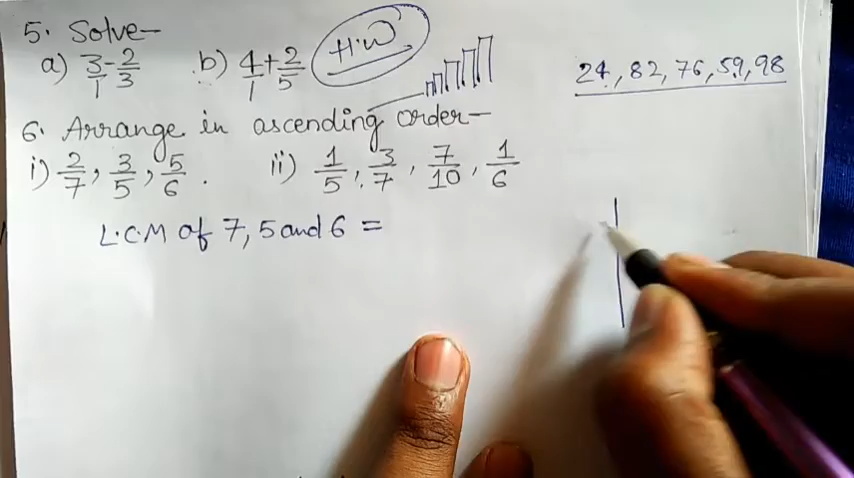 5. Solve-
a) 3/1 - 2/3 b) 4/1 + 2/5 H.W
24, 82, 76, 59, 98
6. Arrange in ascending order-
i) 2/7, 3/5, 5/6. ii) 1/5, 3/7, 7/10, 1/6
L.C.M of 7, 5 and 6 =